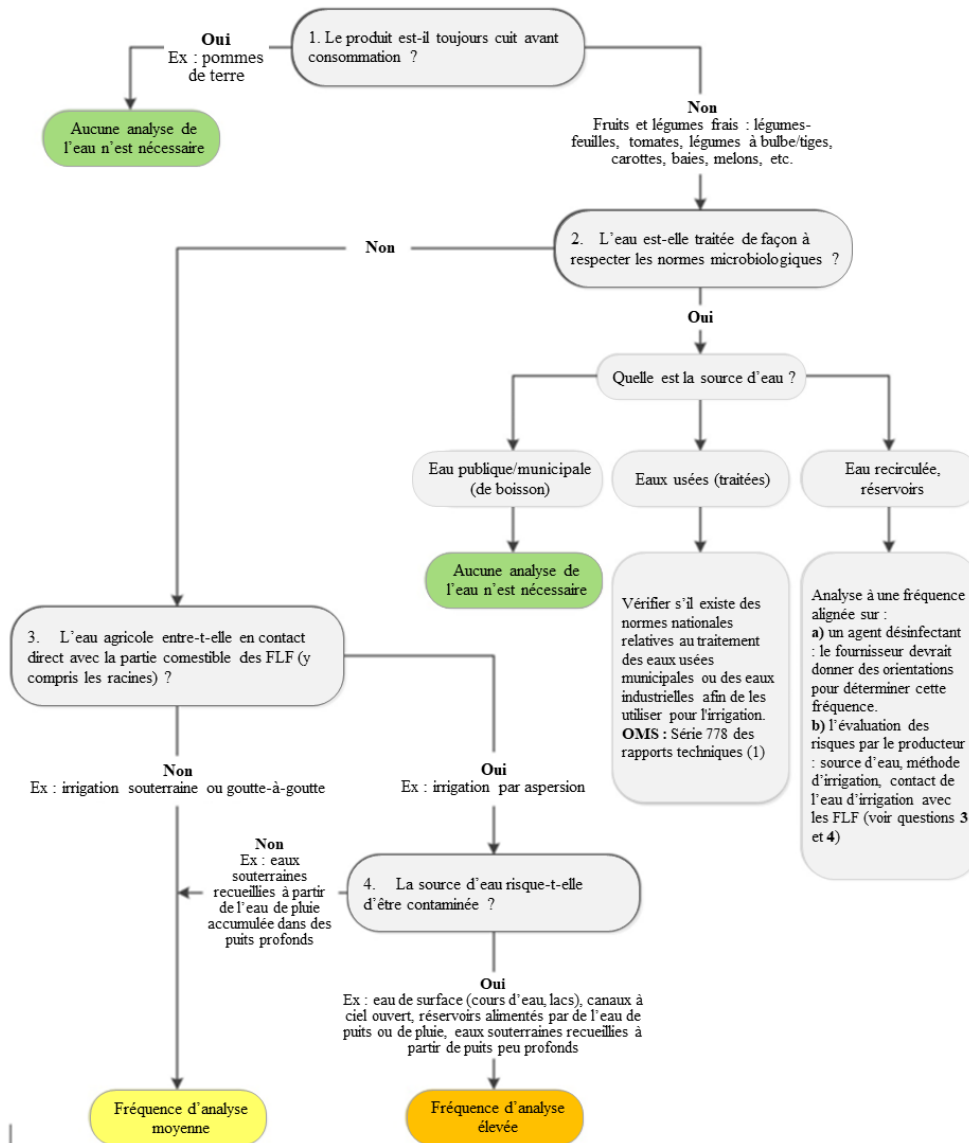 1. Le produit est-il toujours cuit avant
consommation ?
Oui
Ex : pommes
de terre
Aucune analyse de
l'eau n'est nécessaire
Non
Fruits et légumes frais : légumes-
feuilles, tomates, légumes à bulbe/tiges,
carottes, baies, melons, etc.
2. L'eau est-elle traitée de façon à
respecter les normes microbiologiques ?
Non
Oui
Quelle est la source d'eau ?
Eau publique/municipale
(de boisson)
Eaux usées (traitées)
Eau recirculée,
réservoirs
Aucune analyse de
l'eau n'est nécessaire
Vérifier s'il existe des
normes nationales
relatives au traitement
des eaux usées
municipales ou des eaux
industrielles afin de les
utiliser pour l'irrigation.
OMS : Série 778 des
rapports techniques (1)
Analyse à une fréquence
alignée sur :
a) un agent désinfectant
: le fournisseur devrait
donner des orientations
pour déterminer cette
fréquence.
b) l'évaluation des
risques par le producteur
: source d'eau, méthode
d'irrigation, contact de
l'eau d'irrigation avec
les FLF (voir questions 3
et 4)
3. L'eau agricole entre-t-elle en contact
direct avec la partie comestible des FLF (y
compris les racines) ?
Non
Ex : irrigation souterraine ou goutte-à-goutte
Oui
Ex : irrigation par aspersion
Non
Ex : eaux
souterraines
recueillies à partir
de l'eau de pluie
accumulée dans des
puits profonds
4. La source d'eau risque-t-elle
d'être contaminée ?
Oui
Ex : eau de surface (cours d'eau, lacs), canaux à
ciel ouvert, réservoirs alimentés par de l'eau de
puits ou de pluie, eaux souterraines recueillies à
partir de puits peu profonds
Fréquence d'analyse
moyenne
Fréquence d'analyse
élevée